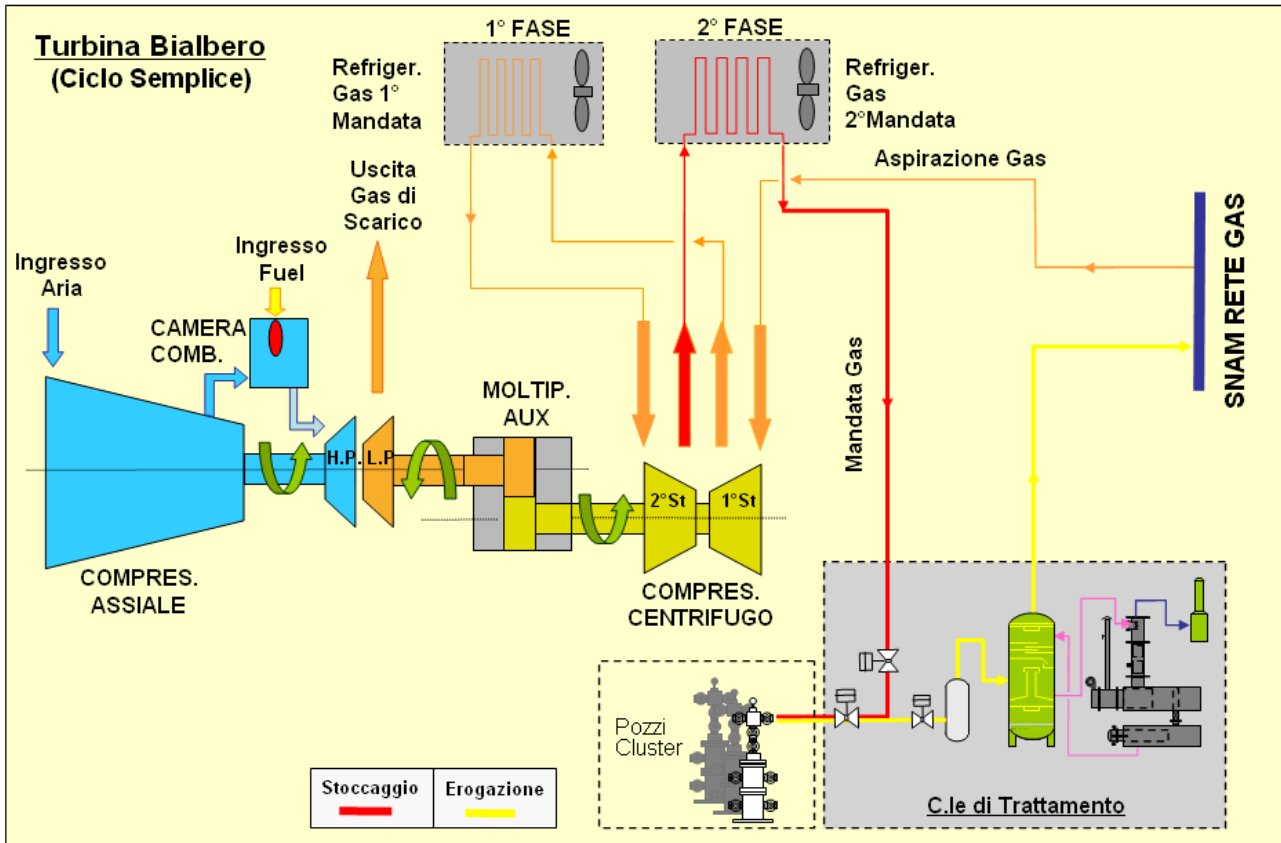 Turbina Bialbero
(Ciclo Semplice)
1° FASE
2° FASE
Refriger.
Gas 1°
Mandata
Refriger.
Gas
2°Mandata
Aspirazione Gas
Uscita
Gas di
Scarico
Ingresso
Aria
Ingresso
Fuel
CAMERA
COMB.
SNAM RETE GAS
MOLTIP.
AUX
Mandata Gas
H.P.
L.P
2°St
1°St
COMPRES.
ASSIALE
COMPRES.
CENTRIFUGO
Pozzi
Cluster
Stoccaggio
Erogazione
C.le di Trattamento